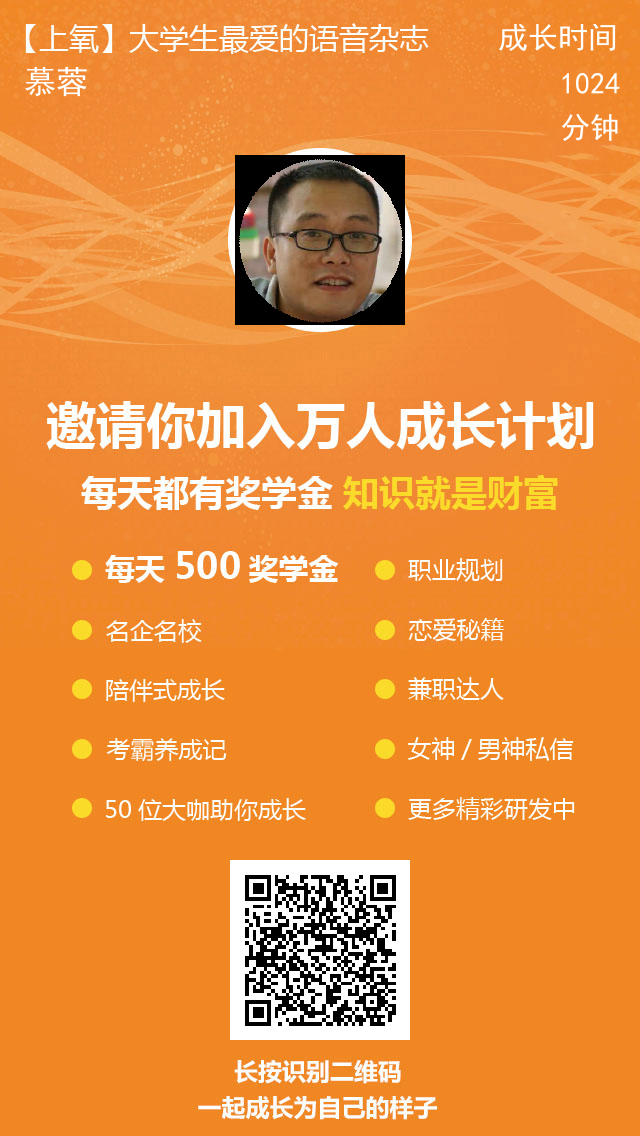 【上氧】大学生最爱的语音杂志
慕蓉
成长时间
1024
分钟
邀请你加入万人成长计划
每天都有奖学金 知识就是财富
每天 500 奖学金
职业规划
名企名校
恋爱秘籍
陪伴式成长
兼职达人
考霸养成记
女神 / 男神私信
50 位大咖助你成长
更多精彩研发中
长按识别二维码
一起成长为自己的样子